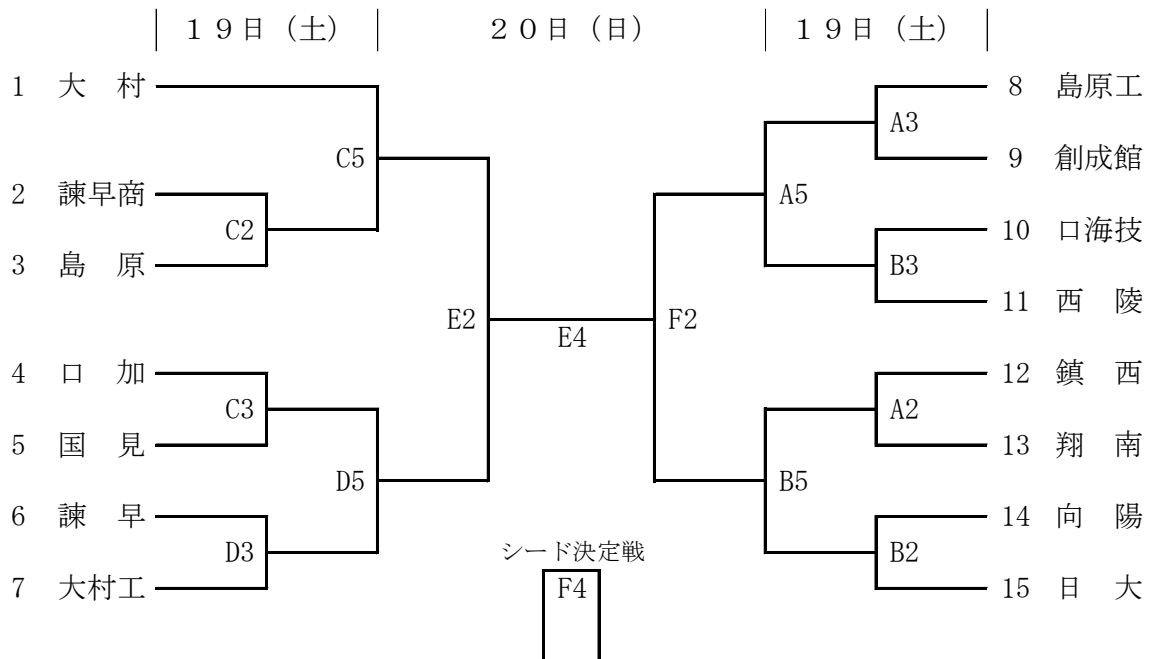 １９日（土） ２０日（日） １９日（土）
1 大　村 8 島原工
A3
C5 9 創成館
2 諫早商 A5
C2 10 口海技
3 島　原 B3
11 西　陵
E2 E4 F2
4 口　加 12 鎮　西
C3 A2
5 国　見 13 翔　南
D5 B5
6 諫　早 14 向　陽
D3 シード決定戦 B2
7 大村工 F4 15 日　大